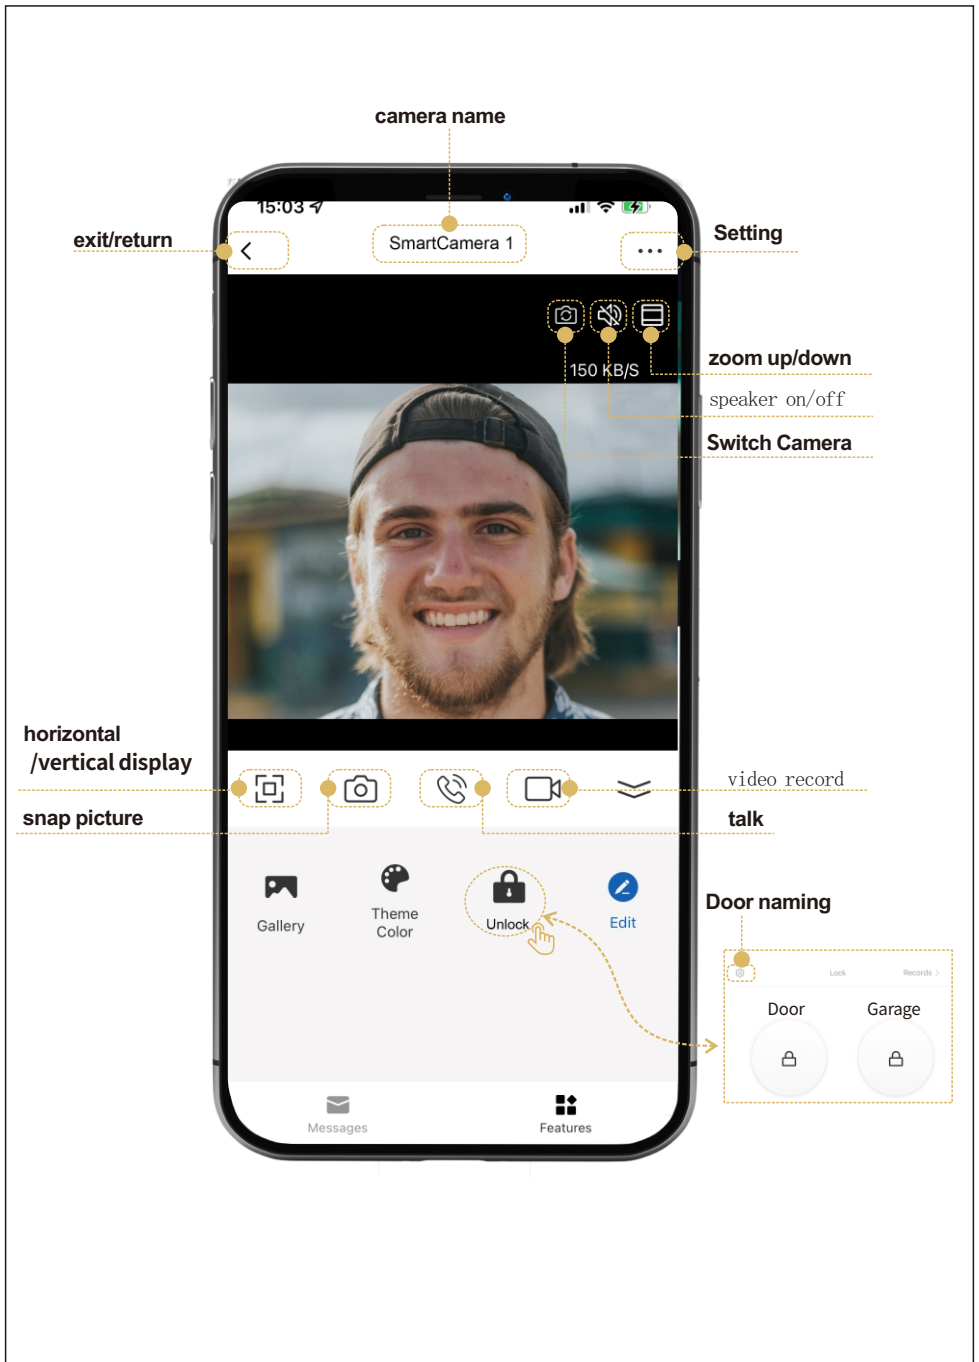 camera name
15:03
exit/return
SmartCamera 1
Setting
150 KB/S
zoom up/down
speaker on/off
Switch Camera
horizontal
/vertical display
video record
snap picture
talk
Gallery
Theme
Color
Unlock
Edit
Door naming
Lock
Records
Door
Garage
Messages
Features